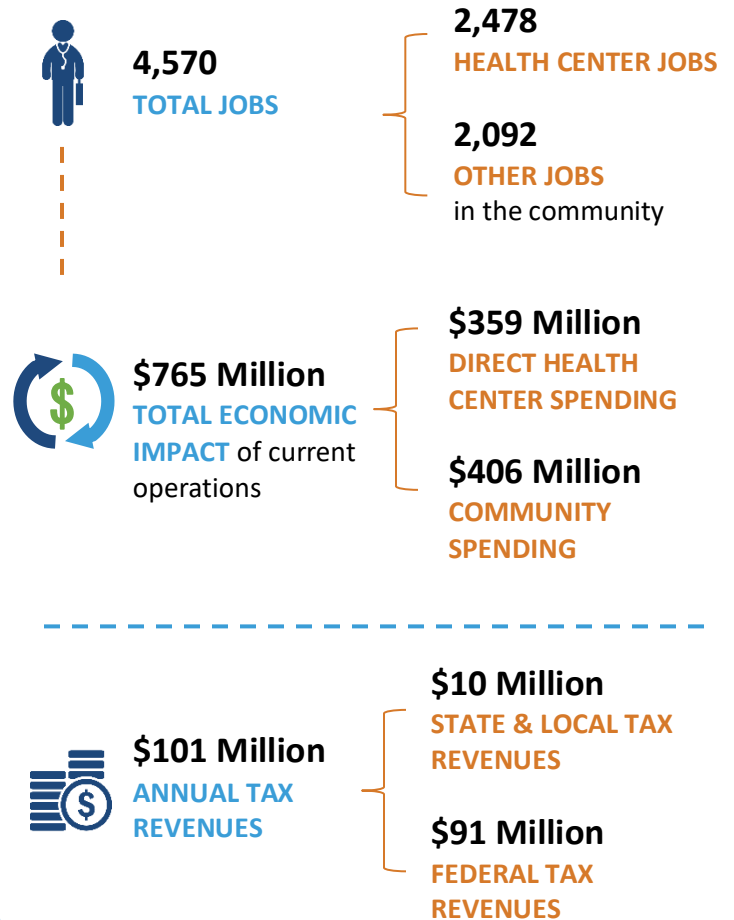 4,570
TOTAL JOBS
2,478
HEALTH CENTER JOBS
2,092
OTHER JOBS
in the community
$765 Million
TOTAL ECONOMIC
IMPACT of current
operations
$359 Million
DIRECT HEALTH
CENTER SPENDING
$406 Million
COMMUNITY
SPENDING
$101 Million
ANNUAL TAX
REVENUES
$10 Million
STATE & LOCAL TAX
REVENUES
$91 Million
FEDERAL TAX
REVENUES